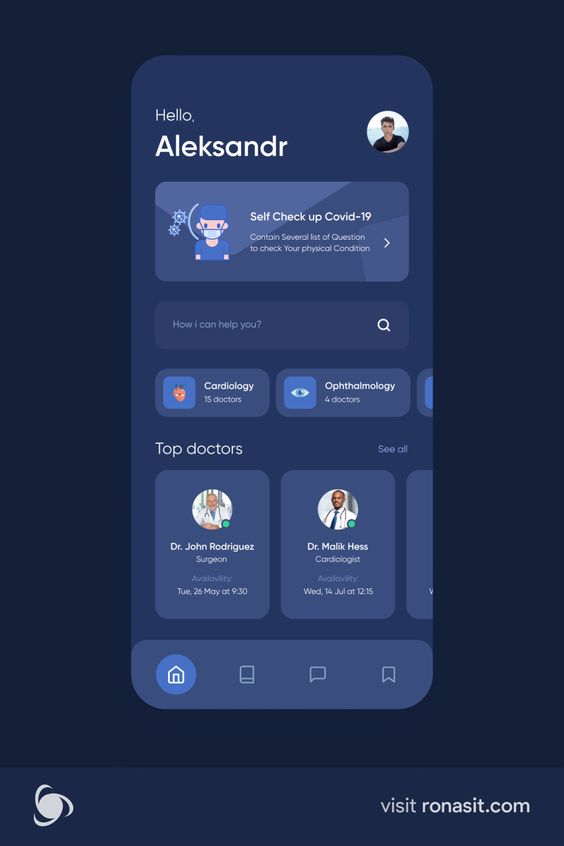 Hello,
Aleksandr
Self Check up Covid-19
Contain Several list of Question
to check Your physical Condition
How i can help you?
Cardiology
15 doctors
Ophthalmology
4 doctors
Top doctors
See all
Dr. John Rodriguez
Surgeon
Availavility:
Tue, 26 May at 9:30
Dr. Malik Hess
Cardiologist
Availavility:
Wed, 14 Jul at 12:15
visit ronasit.com